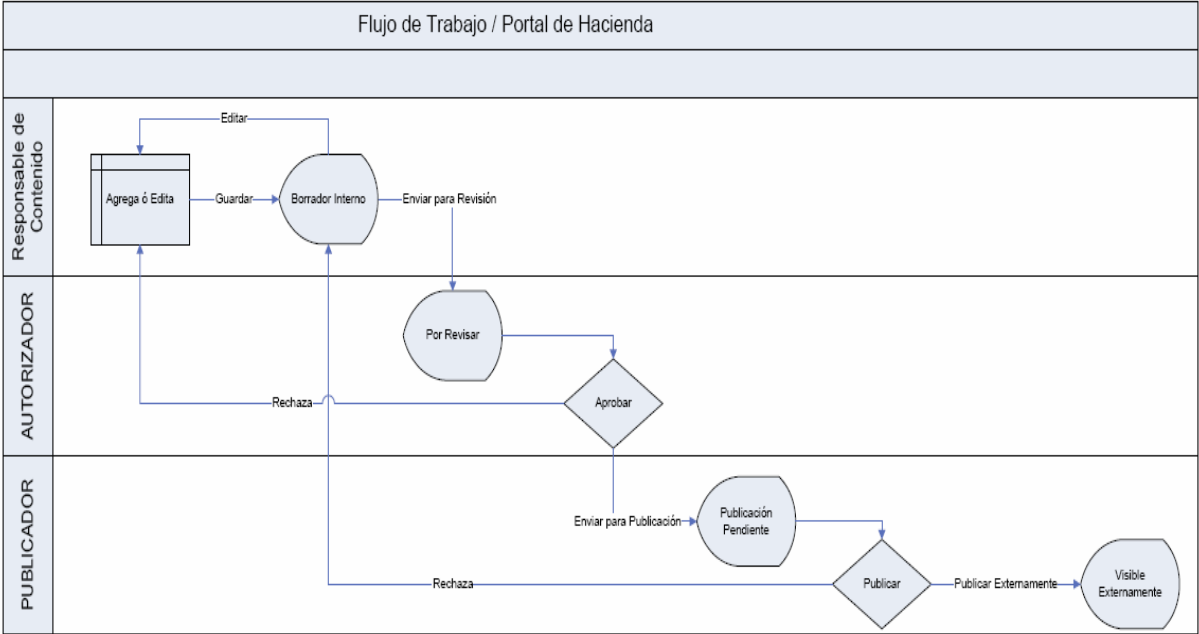 Flujo de Trabajo / Portal de Hacienda
Responsable de
Contenido
Editar
Agrega ó Edita
Guardar
Borrador Interno
Enviar para Revisión
AUTORIZADOR
Por Revisar
Aprobar
Rechaza
PUBLICADOR
Enviar para Publicación
Publicación
Pendiente
Rechaza
Publicar
Publicar Externamente
Visible
Externamente